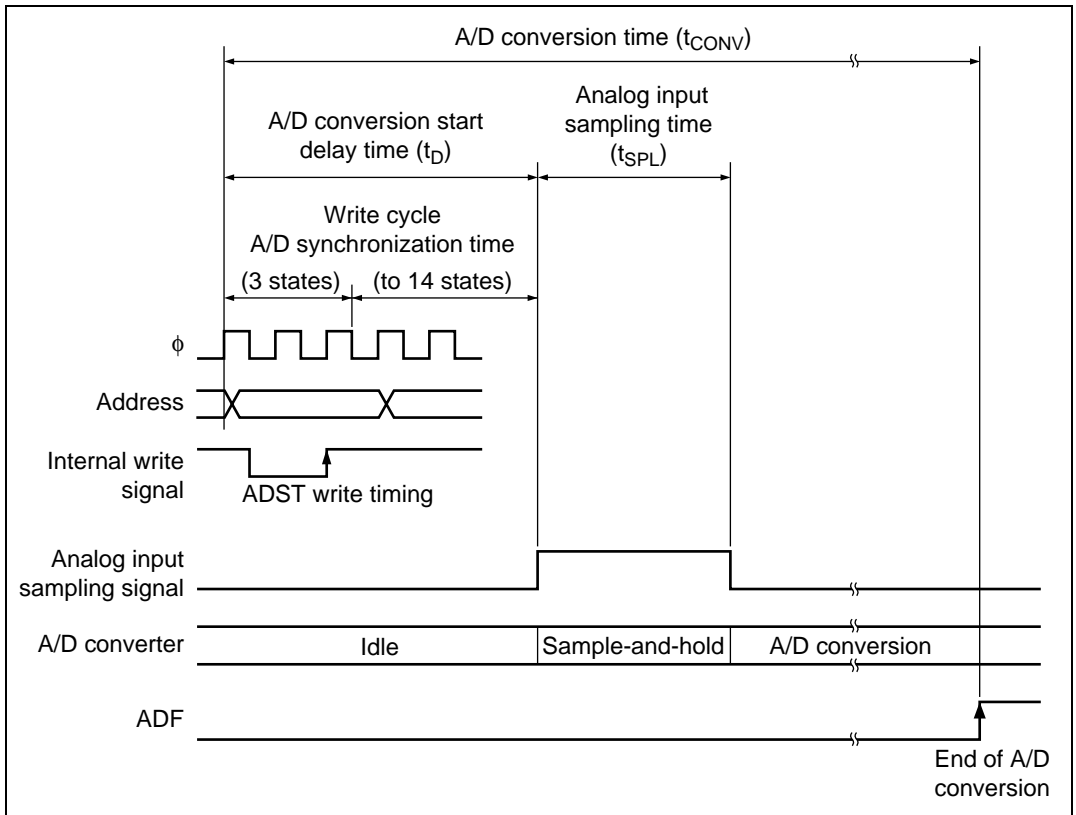 A/D conversion time (tCONV)
Analog input
sampling time
(tSPL)
A/D conversion start
delay time (tD)
Write cycle
A/D synchronization time
(3 states) (to 14 states)
φ
Address
Internal write
signal
ADST write timing
Analog input
sampling signal
A/D converter
Idle Sample-and-hold A/D conversion
ADF
End of A/D
conversion